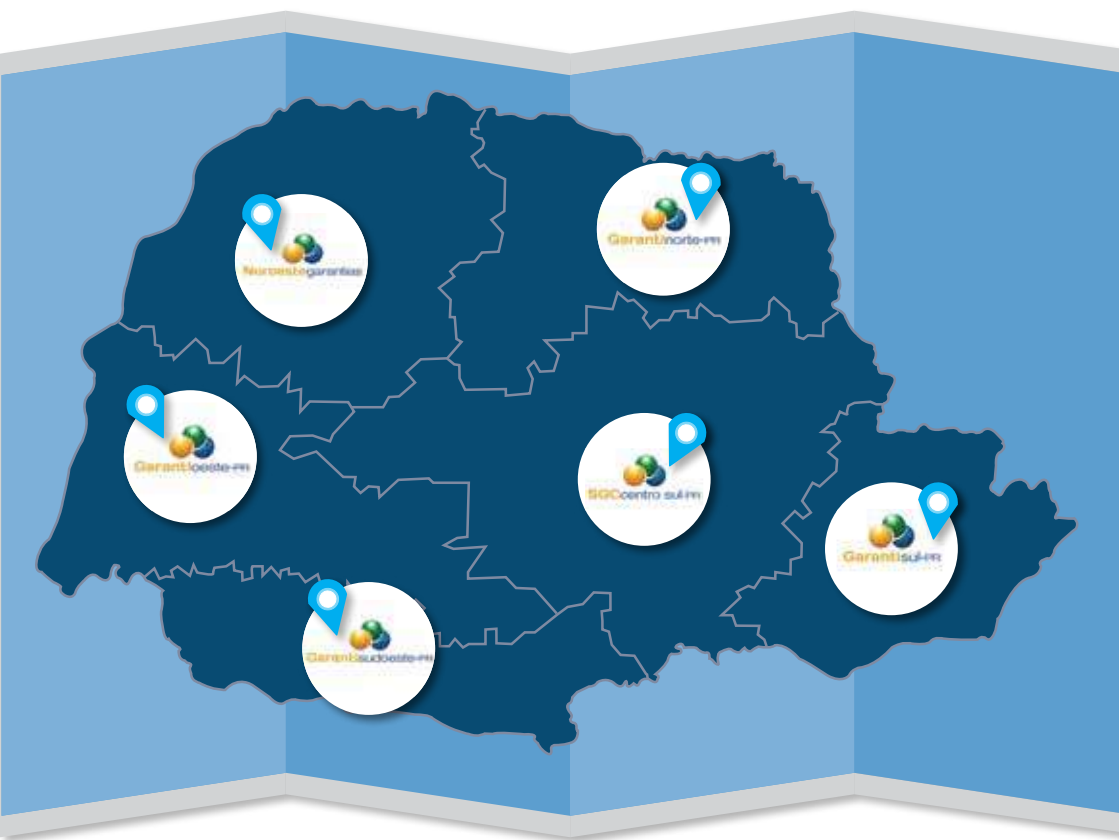 Noroestegarantias
Garantinorte-PR
Garantioeste-PR
SGCcentro sul-PR
Garantisul-PR
Garantisudoeste-PR